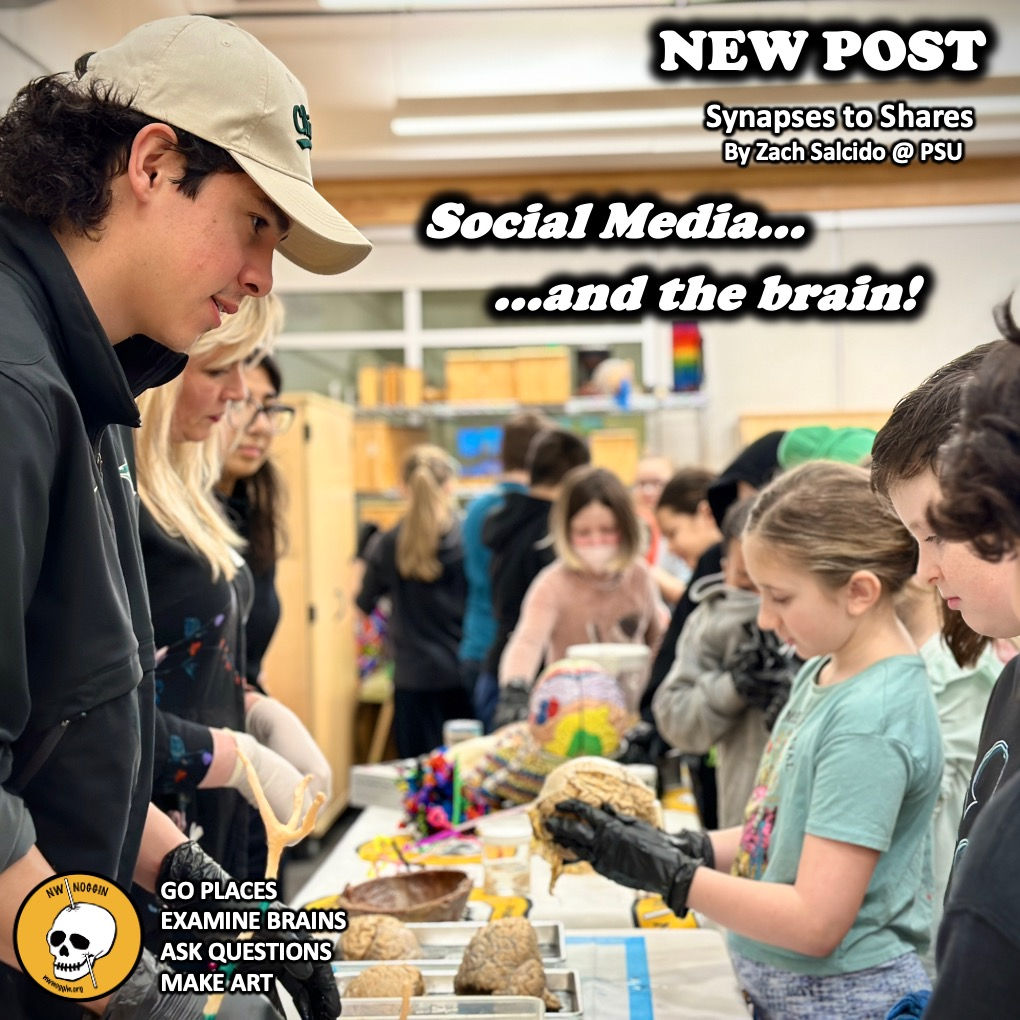 NEW POST
Synapses to Shares
By Zach Salcido @ PSU
Social Media...
...and the brain!
NW NOGGIN
nwnoggin.org
GO PLACES
EXAMINE BRAINS
ASK QUESTIONS
MAKE ART